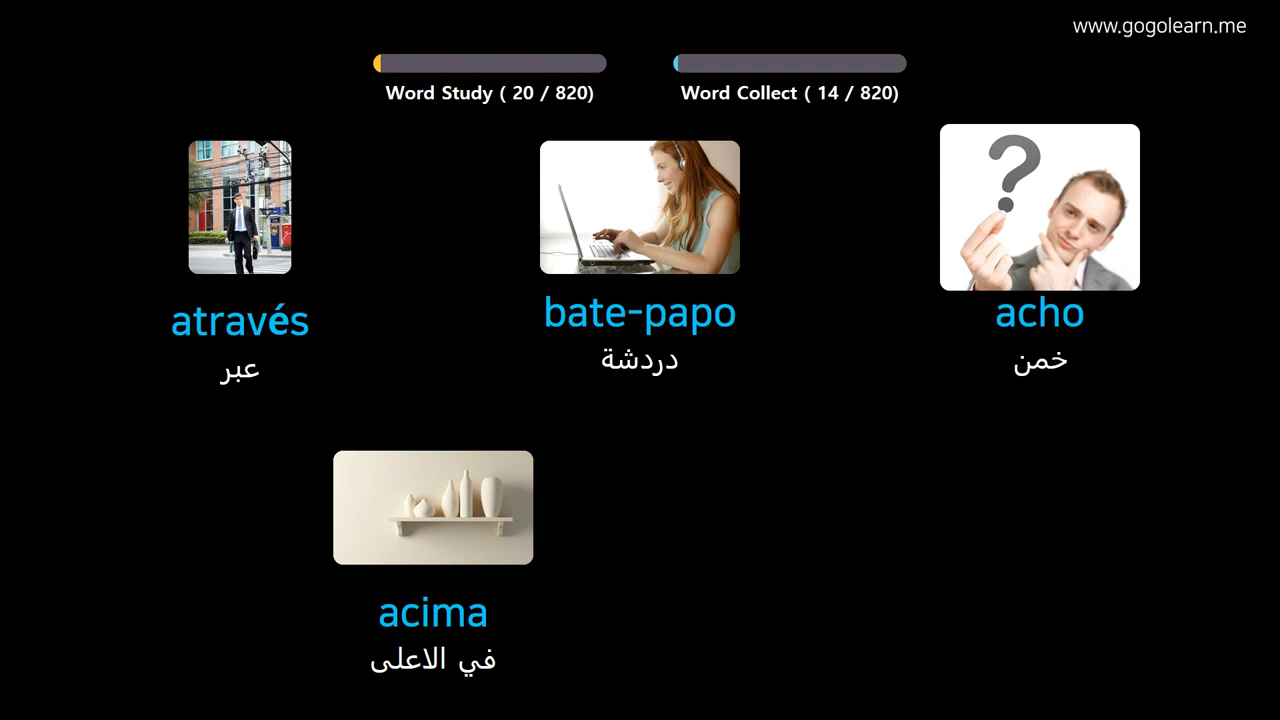 www.gogolearn.me
Word Study ( 20 / 820)
Word Collect ( 14 / 820)
através
عبر
bate-papo
دردشة
acho
خمن
acima
في الاعلى